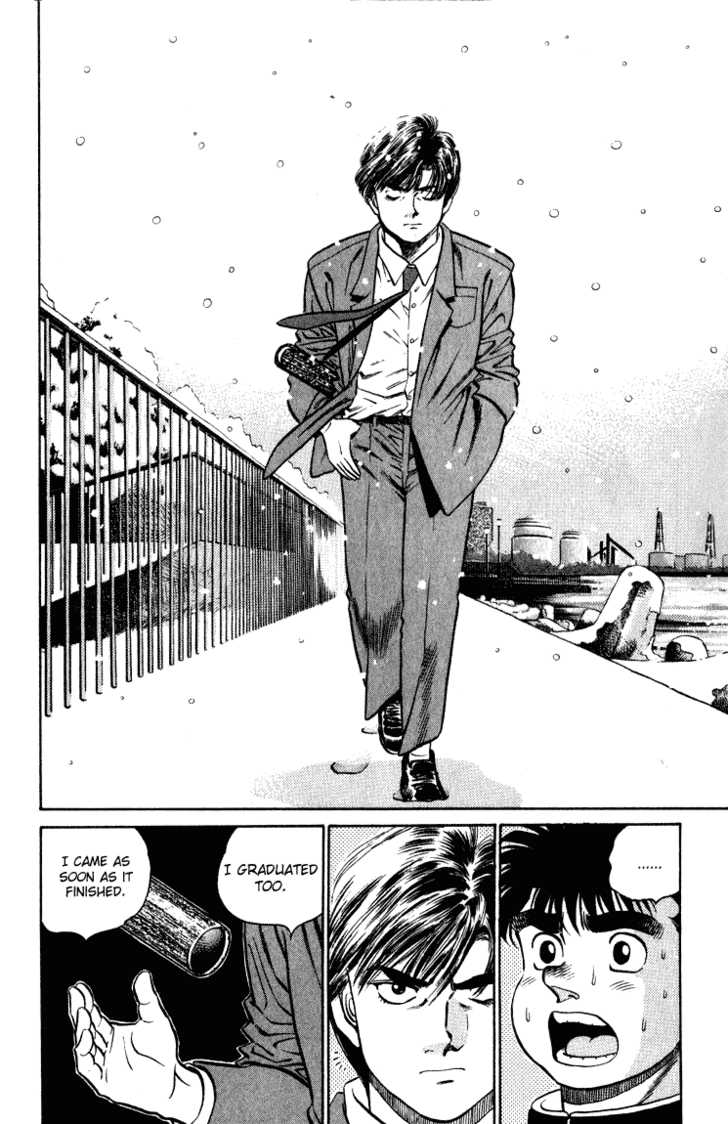 ......
I GRADUATED
TOO.
I CAME AS
SOON AS IT
FINISHED.